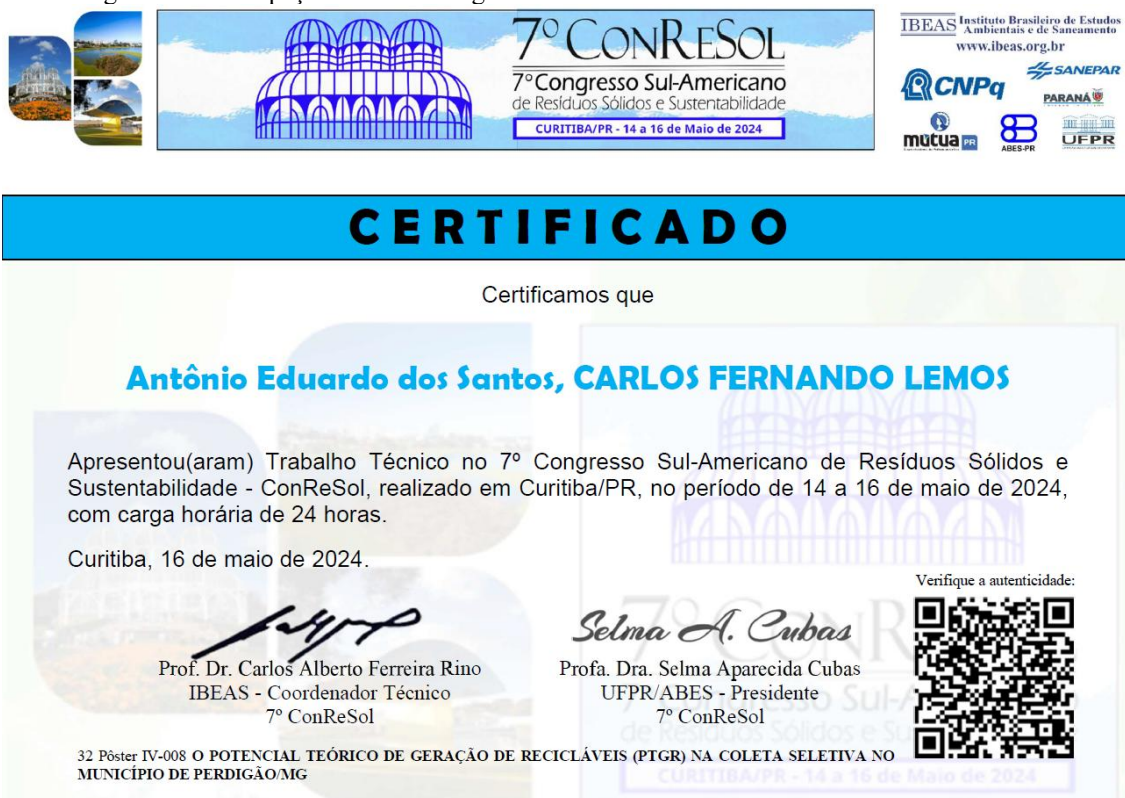 7º CONRESOL
7º Congresso Sul-Americano
de Resíduos Sólidos e Sustentabilidade
CURITIBA/PR - 14 a 16 de Maio de 2024
IBEAS Instituto Brasileiro de Estudos
Ambientais e de Saneamento
www.ibeas.org.br
CNPq
SANEPAR
PARANÁ
mútua PR
ABES-PR
UFPR
CERTIFICADO
Certificamos que
Antônio Eduardo dos Santos, CARLOS FERNANDO LEMOS
Apresentou(aram) Trabalho Técnico no 7º Congresso Sul-Americano de Resíduos Sólidos e
Sustentabilidade - ConReSol, realizado em Curitiba/PR, no período de 14 a 16 de maio de 2024,
com carga horária de 24 horas.
Curitiba, 16 de maio de 2024.
Verifique a autenticidade:
Selma A. Cubas
Prof. Dr. Carlos Alberto Ferreira Rino
IBEAS - Coordenador Técnico
7º ConReSol
Profa. Dra. Selma Aparecida Cubas
UFPR/ABES - Presidente
7º ConReSol
32 Pôster IV-008 O POTENCIAL TEÓRICO DE GERAÇÃO DE RECICLÁVEIS (PTGR) NA COLETA SELETIVA NO
MUNICÍPIO DE PERDIGÃO/MG